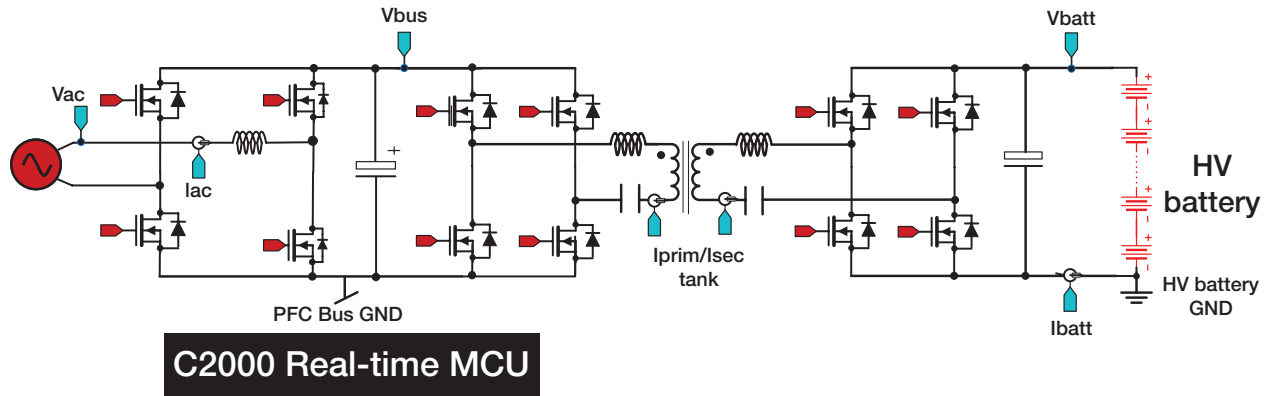 Vbus
Vbatt
Vac
Iac
+
HV
battery
Iprim/Isec
tank
HV battery
GND
PFC Bus GND
Ibatt
C2000 Real-time MCU